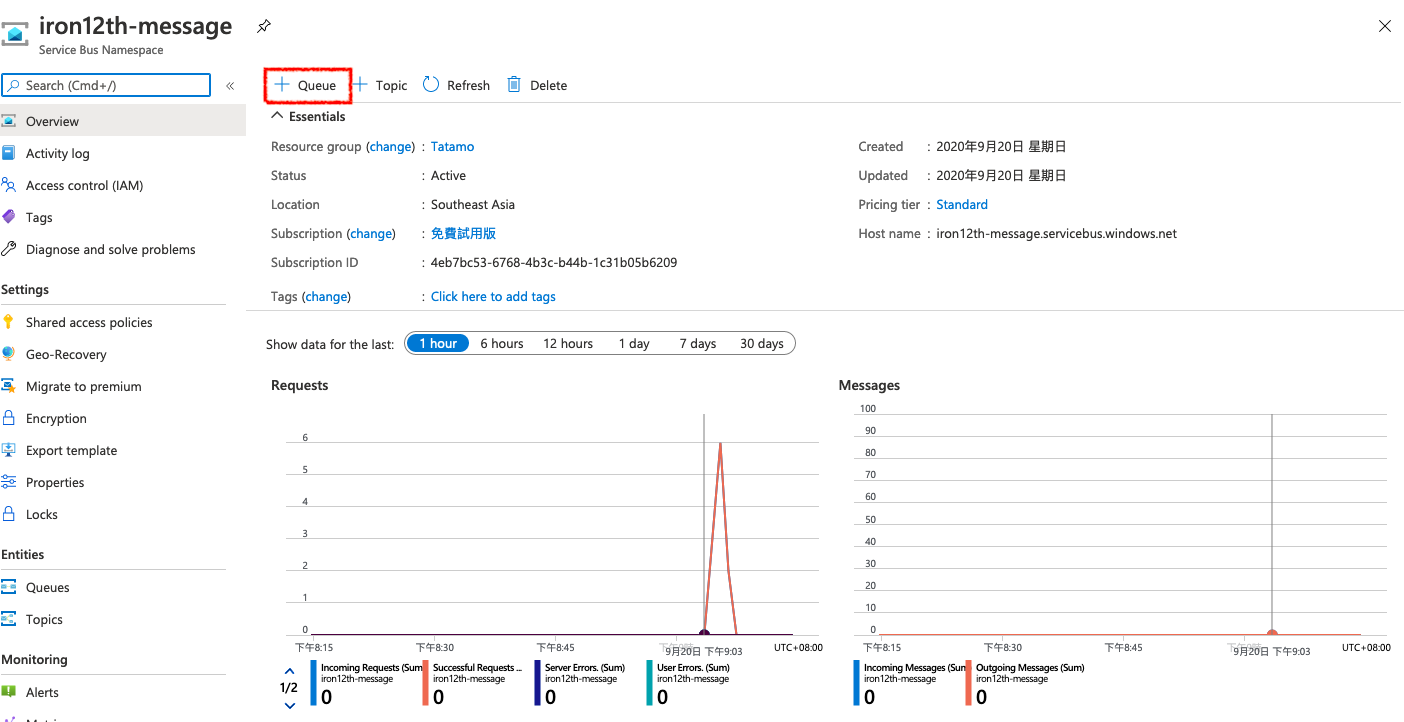 iron12th-message
Service Bus Namespace
Search (Cmd+/)
«
Queue
Topic
Refresh
Delete
Overview
Activity log
Access control (IAM)
Tags
Diagnose and solve problems
Settings
Shared access policies
Geo-Recovery
Migrate to premium
Encryption
Export template
Properties
Locks
Entities
Queues
Topics
Monitoring
Alerts
Essentials
Resource group (change) : Tatamo
Status : Active
Location : Southeast Asia
Subscription (change) : 免費試用版
Subscription ID : 4eb7bc53-6768-4b3c-b44b-1c31b05b6209
Tags (change) : Click here to add tags
Created : 2020年9月20日 星期日
Updated : 2020年9月20日 星期日
Pricing tier : Standard
Host name : iron12th-message.servicebus.windows.net
Show data for the last: 1 hour 6 hours 12 hours 1 day 7 days 30 days
Requests
6
5
4
3
2
1
0
下午8:15 下午8:30 下午8:45 9月20日 下午9:03 UTC+08:00
1/2
Incoming Requests (Sum)
iron12th-message
0
Successful Requests ...
iron12th-message
0
Server Errors. (Sum)
iron12th-message
0
User Errors. (Sum)
iron12th-message
0
Messages
100
90
80
70
60
50
40
30
20
10
0
下午8:15 下午8:30 下午8:45 9月20日 下午9:03 UTC+08:00
Incoming Messages (Sum
iron12th-message
0
Outgoing Messages (Sum)
iron12th-message
0